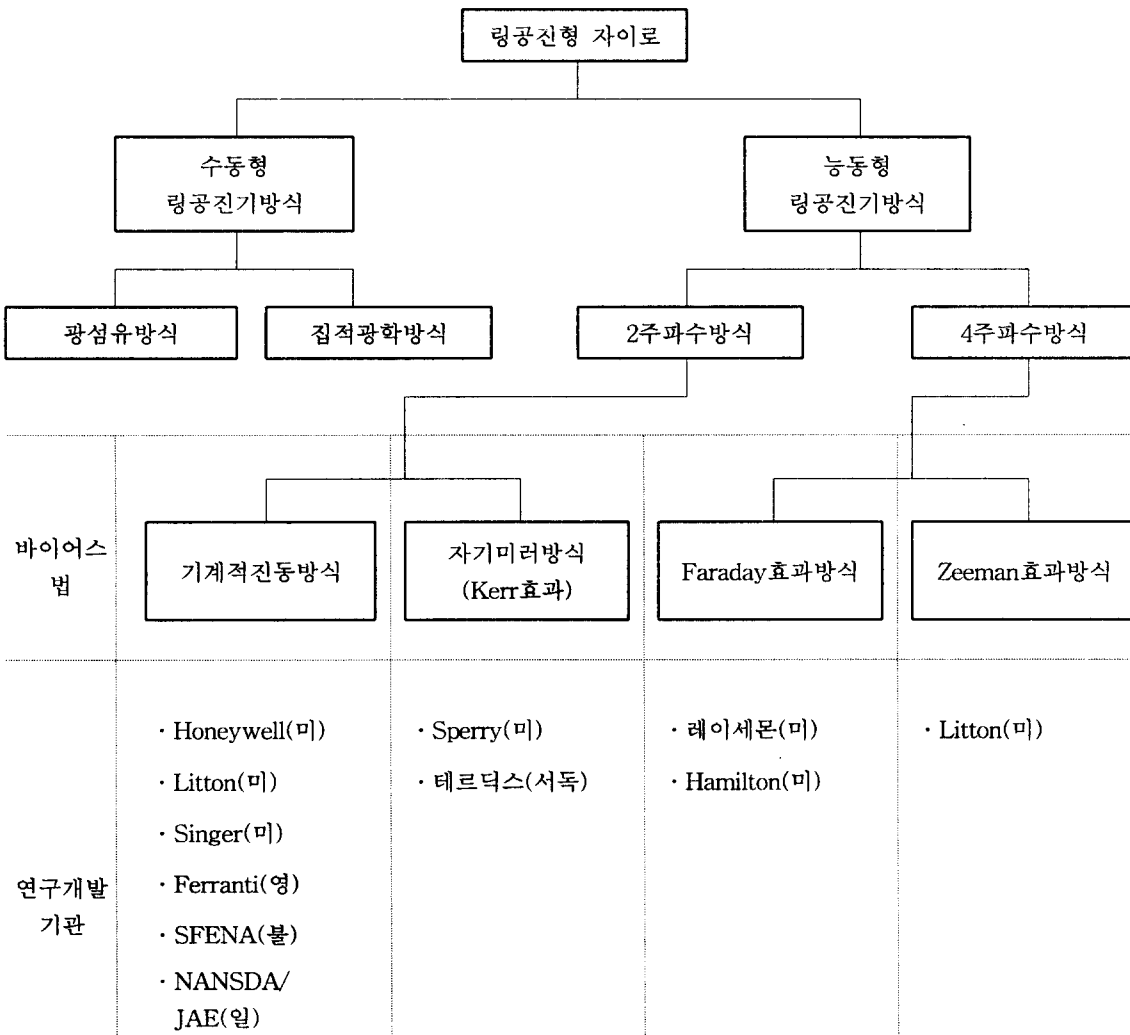 링공진형 자이로
수동형
링공진기방식
능동형
링공진기방식
광섬유방식
집적광학방식
2주파수방식
4주파수방식
바이어스
법
기계적진동방식
자기미러방식
(Kerr효과)
Faraday효과방식
Zeeman효과방식
연구개발
기관
· Honeywell(미)
· Litton(미)
· Singer(미)
· Ferranti(영)
· SFENA(불)
· NANSDA/
JAE(일)
· Sperry(미)
· 테르딕스(서독)
· 레이세몬(미)
· Hamilton(미)
· Litton(미)